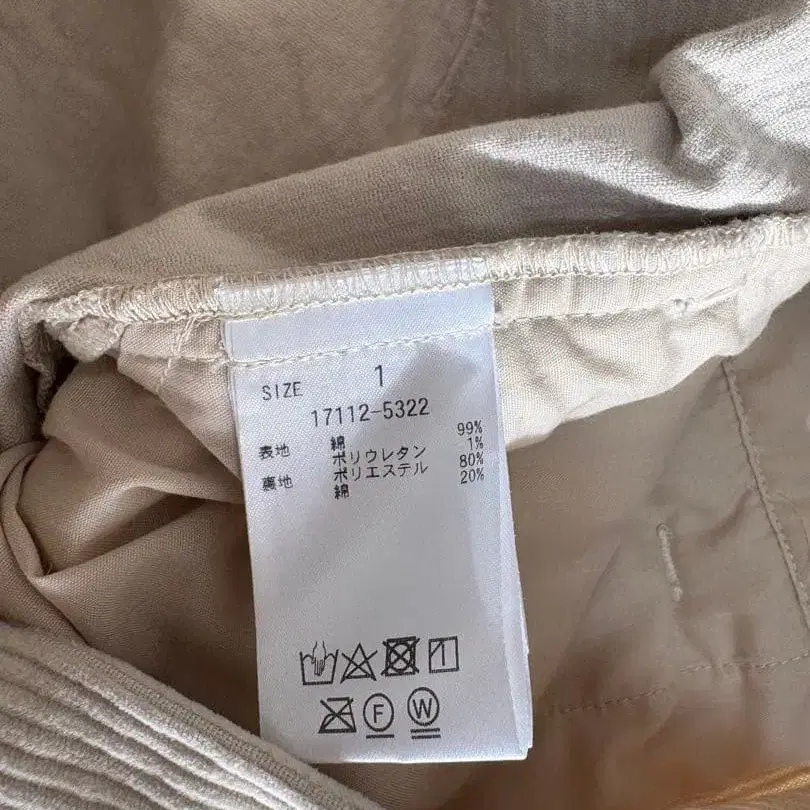 SIZE 1
17112-5322
表地 綿 99%
ポリウレタン 1%
裏地 ポリエステル 80%
綿 20%
F W